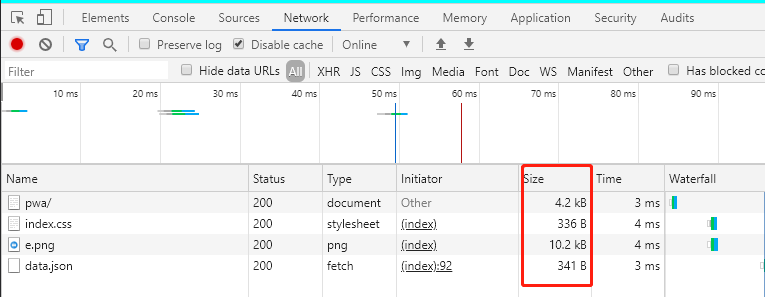 Elements Console Sources Network Performance Memory Application Security Audits
Preserve log Disable cache Online
Filter Hide data URLs All XHR JS CSS Img Media Font Doc WS Manifest Other Has blocked
10 ms 20 ms 30 ms 40 ms 50 ms 60 ms 70 ms 80 ms 90 ms
Name Status Type Initiator Size Time Waterfall
pwa/ 200 document Other 4.2 kB 3 ms
index.css 200 stylesheet (index) 336 B 4 ms
e.png 200 png (index) 10.2 kB 4 ms
data.json 200 fetch (index):92 341 B 3 ms